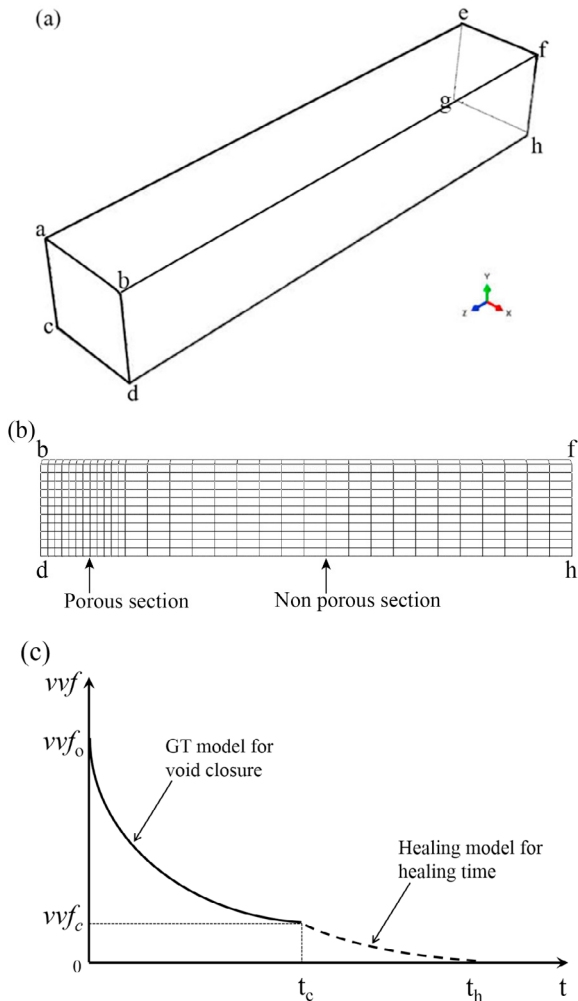 (a)
e
f
g
h
a
b
c
d
Y
Z
X
(b)
b
f
d
h
Porous section
Non porous section
(c)
vvf
vvfo
GT model for
void closure
Healing model for
healing time
vvfc
0
tc
th
t